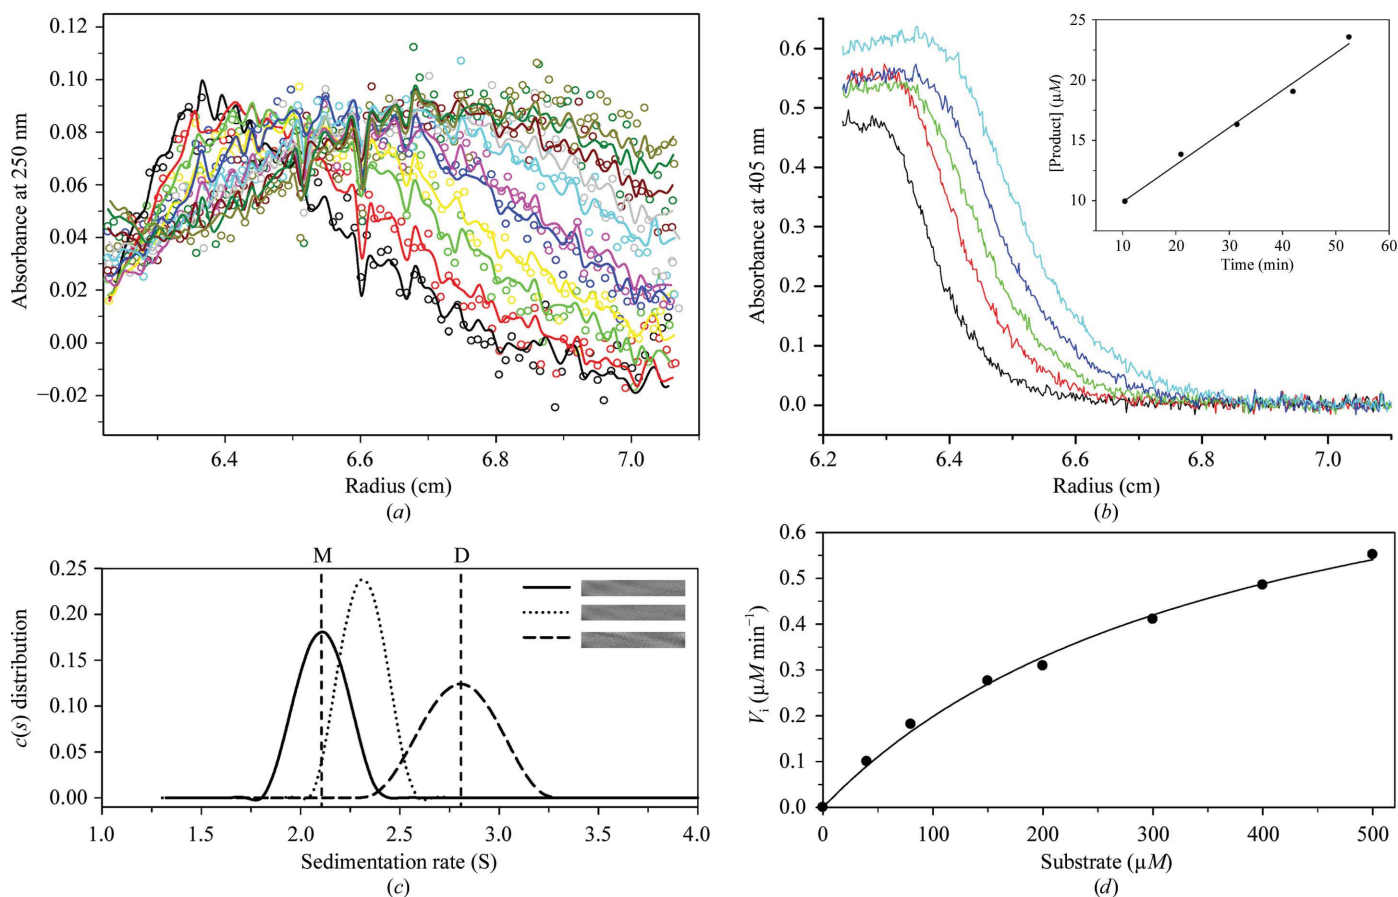 0.12
0.10
0.08
0.06
0.04
0.02
0.00
−0.02
Absorbance at 250 nm
6.4 6.6 6.8 7.0
Radius (cm)
(a)
0.6
0.5
0.4
0.3
0.2
0.1
0.0
Absorbance at 405 nm
6.2 6.4 6.6 6.8 7.0
Radius (cm)
(b)
25
20
15
10
[Product] (μM)
10 20 30 40 50 60
Time (min)
M D
0.25
0.20
0.15
0.10
0.05
0.00
c(s) distribution
1.0 1.5 2.0 2.5 3.0 3.5 4.0
Sedimentation rate (S)
(c)
0.6
0.5
0.4
0.3
0.2
0.1
0.0
Vi (μM min−1)
0 100 200 300 400 500
Substrate (μM)
(d)